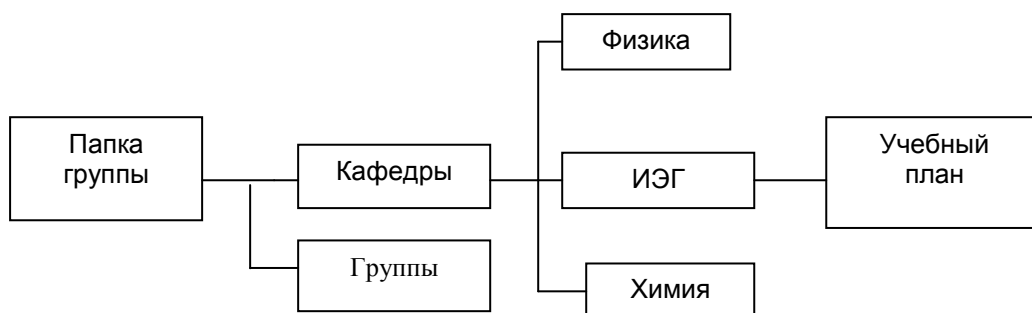 Физика
Папка
группы
Кафедры
ИЭГ
Учебный
план
Группы
Химия